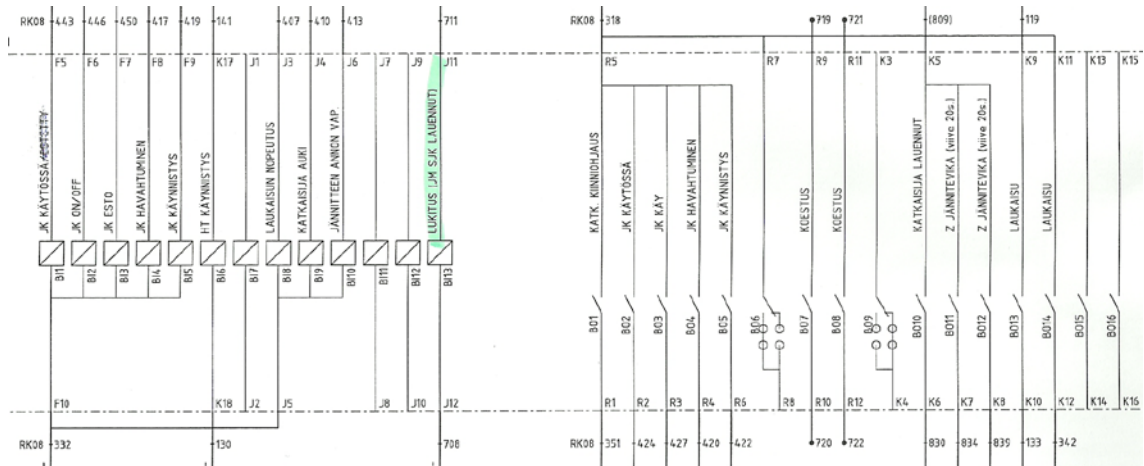 RK08 443 446 450 417 419 141 407 410 413 711 RK08 318 719 721 (809) 119
F5 F6 F7 F8 F9 K17 J1 J3 J4 J6 J7 J9 J11 R5 R7 R9 R11 K3 K5 K9 K11 K13 K15
JK KÄYTÖSSÄ
JK ON/OFF
JK ESTO
JK HAVAHTUMINEN
JK KÄYNNISTYS
HT KÄYNNISTYS
LAUKAISUN NOPEUTUS
KATKAISIJA AUKI
JÄNNITTEEN ANNON VAP.
LUKITUS (JM SJK LAUENNUT)
KATK. KIINNIOHJAUS
JK KÄYTÖSSÄ
JK KÄY
JK HAVAHTUMINEN
JK KÄYNNISTYS
KOESTUS
KOESTUS
KATKAISIJA LAUENNUT
Z JÄNNITEVIKA (viive 20s.)
Z JÄNNITEVIKA (viive 20s.)
LAUKAISU
LAUKAISU
BI1 BI2 BI3 BI4 BI5 BI6 BI7 BI8 BI9 BI10 BI11 BI12 BI13
BO1 BO2 BO3 BO4 BO5 BO6 BO7 BO8 BO9 BO10 BO11 BO12 BO13 BO14 BO15 BO16
F10 K18 J2 J5 J8 J10 J12 R1 R2 R3 R4 R6 R8 R10 R12 K4 K6 K7 K8 K10 K12 K14 K16
RK08 332 130 708 RK08 351 424 427 420 422 720 722 830 834 839 133 342